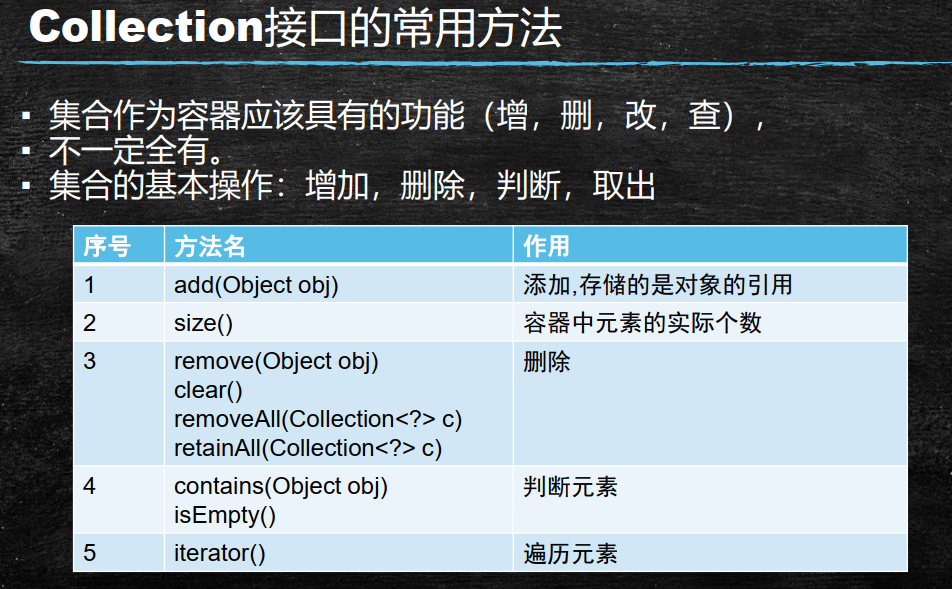 Collection接口的常用方法
▪ 集合作为容器应该具有的功能（增，删，改，查），
▪ 不一定全有。
▪ 集合的基本操作：增加，删除，判断，取出
序号 方法名 作用
1 add(Object obj) 添加,存储的是对象的引用
2 size() 容器中元素的实际个数
3 remove(Object obj) 删除
clear()
removeAll(Collection<?> c)
retainAll(Collection<?> c)
4 contains(Object obj) 判断元素
isEmpty()
5 iterator() 遍历元素